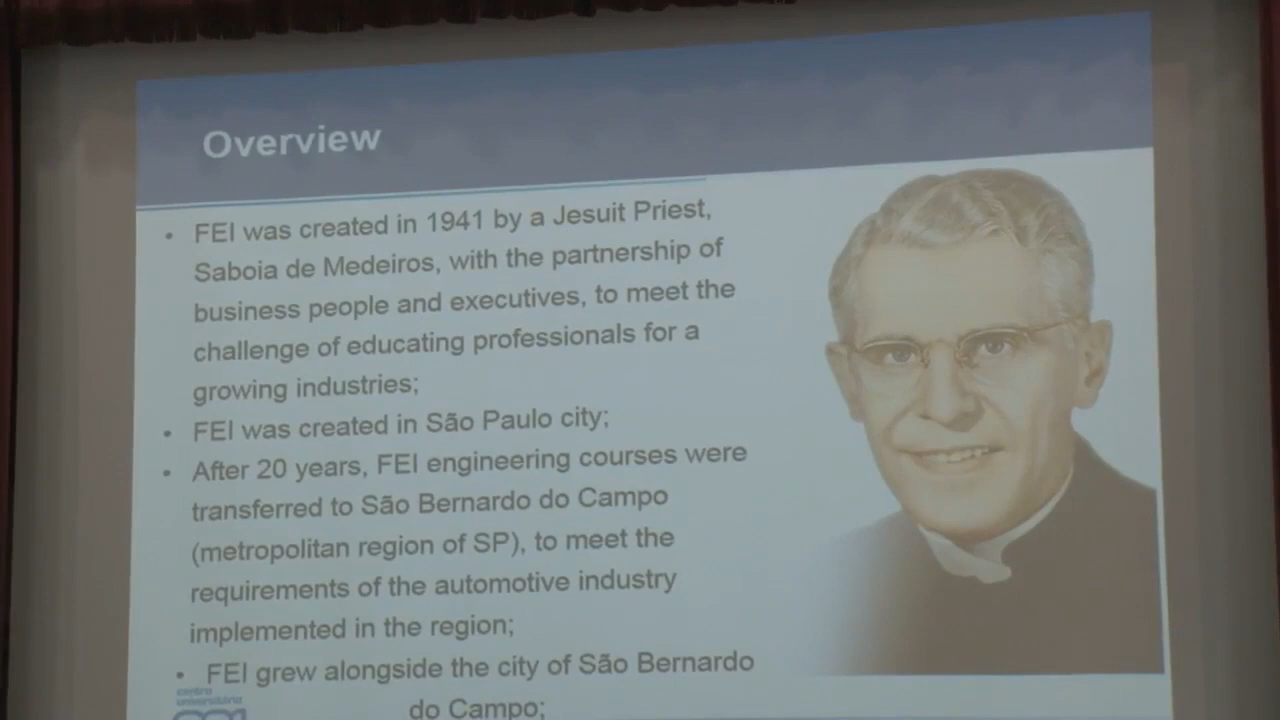 Overview
• FEI was created in 1941 by a Jesuit Priest,
Saboia de Medeiros, with the partnership of
business people and executives, to meet the
challenge of educating professionals for a
growing industries;
• FEI was created in São Paulo city;
• After 20 years, FEI engineering courses were
transferred to São Bernardo do Campo
(metropolitan region of SP), to meet the
requirements of the automotive industry
implemented in the region;
• FEI grew alongside the city of São Bernardo
do Campo;
centro
universitário